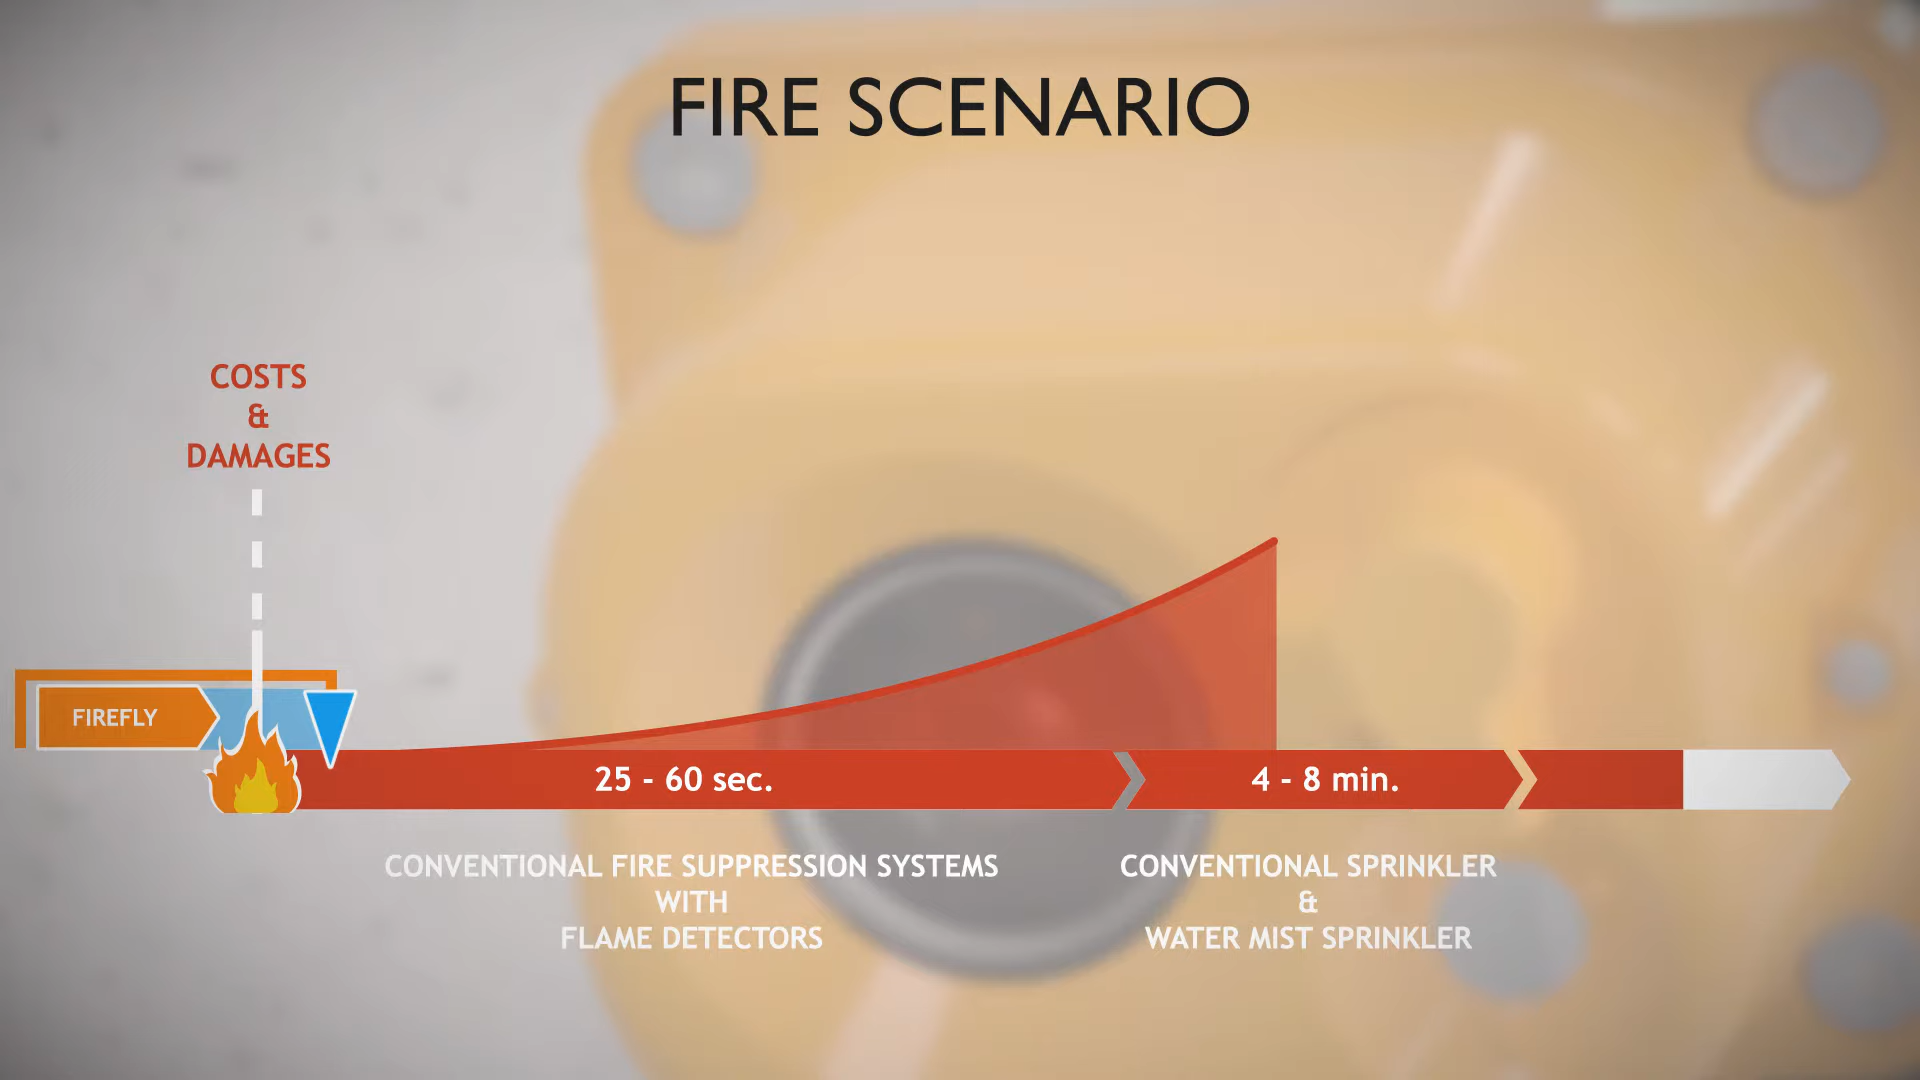 FIRE SCENARIO
COSTS
&
DAMAGES
FIREFLY
25 - 60 sec.
4 - 8 min.
CONVENTIONAL FIRE SUPPRESSION SYSTEMS
WITH
FLAME DETECTORS
CONVENTIONAL SPRINKLER
&
WATER MIST SPRINKLER